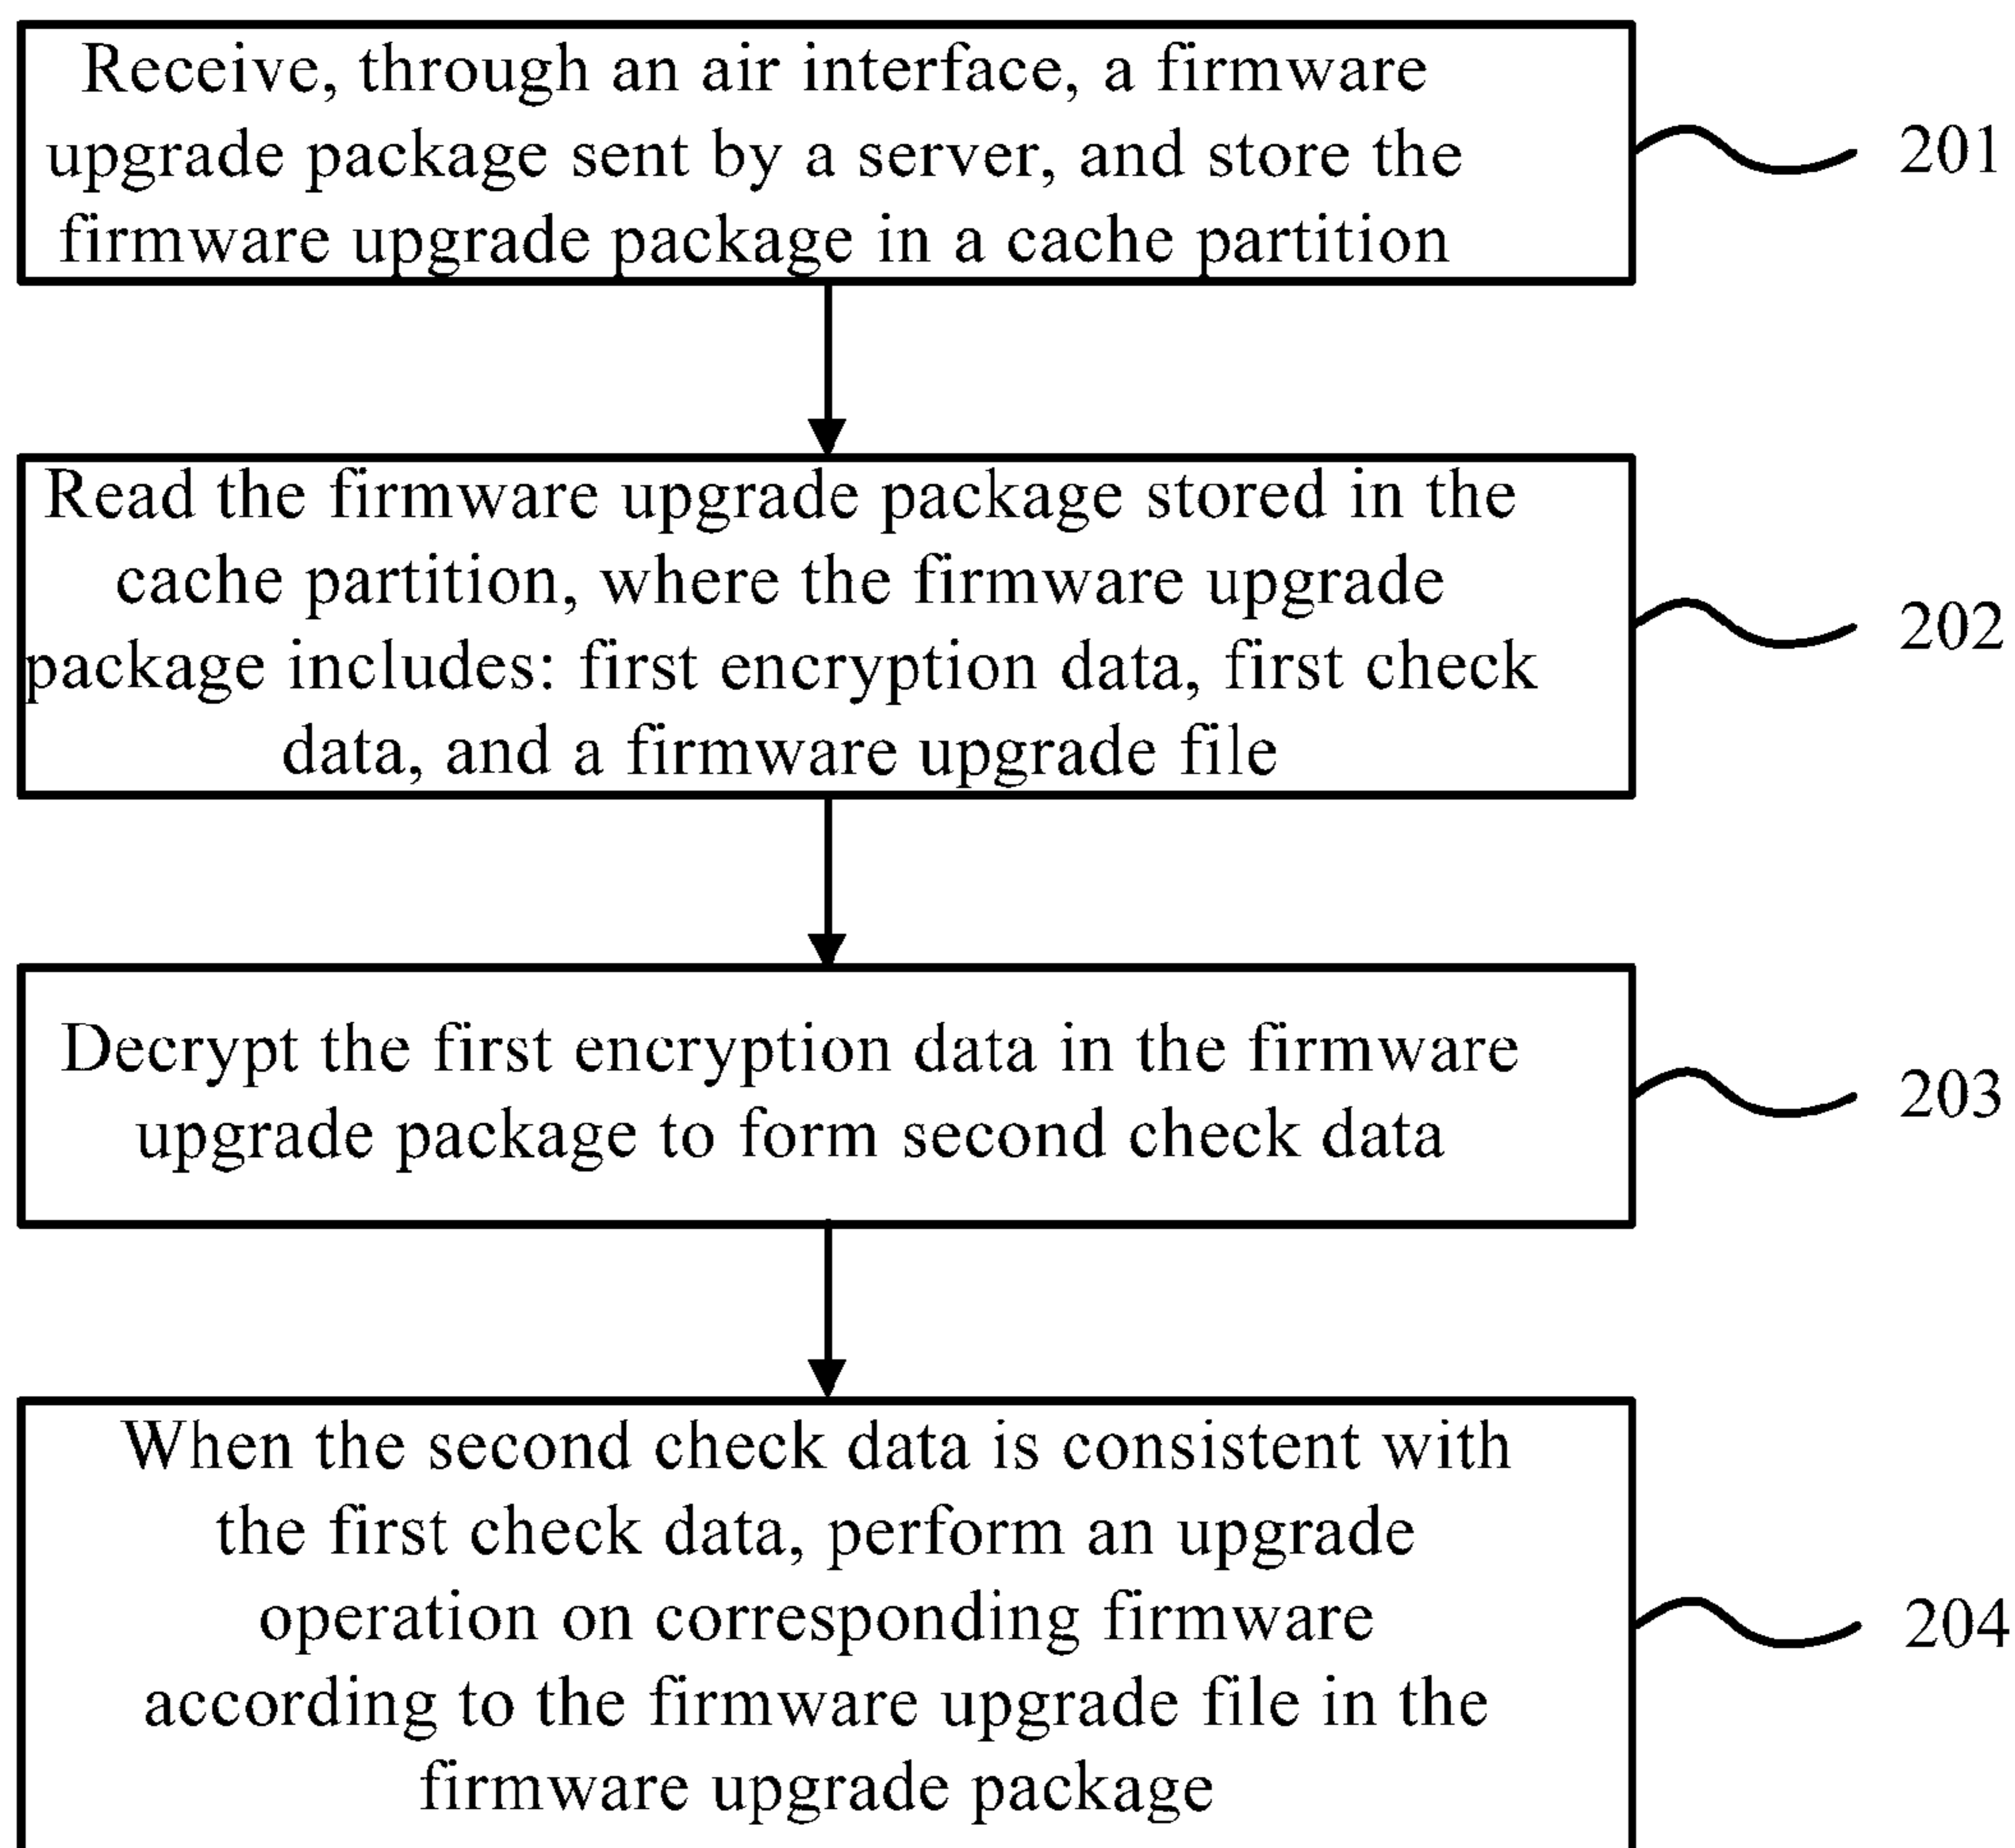 Receive, through an air interface, a firmware
upgrade package sent by a server, and store the
firmware upgrade package in a cache partition
201
Read the firmware upgrade package stored in the
cache partition, where the firmware upgrade
package includes: first encryption data, first check
data, and a firmware upgrade file
202
Decrypt the first encryption data in the firmware
upgrade package to form second check data
203
When the second check data is consistent with
the first check data, perform an upgrade
operation on corresponding firmware
according to the firmware upgrade file in the
firmware upgrade package
204